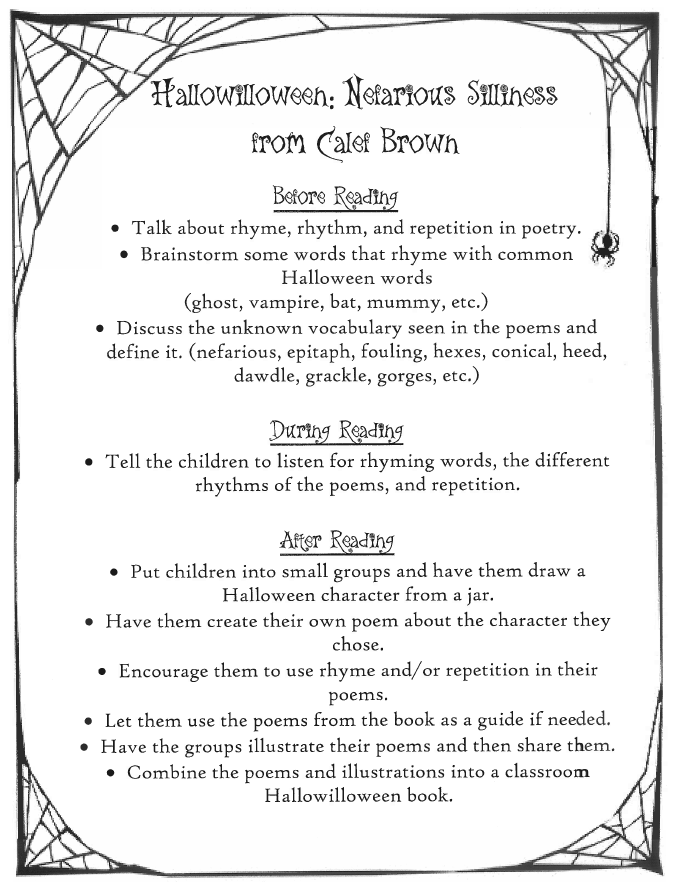 Hallowilloween: Nefarious Silliness
from Calef Brown
Before Reading
• Talk about rhyme, rhythm, and repetition in poetry.
• Brainstorm some words that rhyme with common
Halloween words
(ghost, vampire, bat, mummy, etc.)
• Discuss the unknown vocabulary seen in the poems and
define it. (nefarious, epitaph, fouling, hexes, conical, heed,
dawdle, grackle, gorges, etc.)
During Reading
• Tell the children to listen for rhyming words, the different
rhythms of the poems, and repetition.
After Reading
• Put children into small groups and have them draw a
Halloween character from a jar.
• Have them create their own poem about the character they
chose.
• Encourage them to use rhyme and/or repetition in their
poems.
• Let them use the poems from the book as a guide if needed.
• Have the groups illustrate their poems and then share them.
• Combine the poems and illustrations into a classroom
Hallowilloween book.